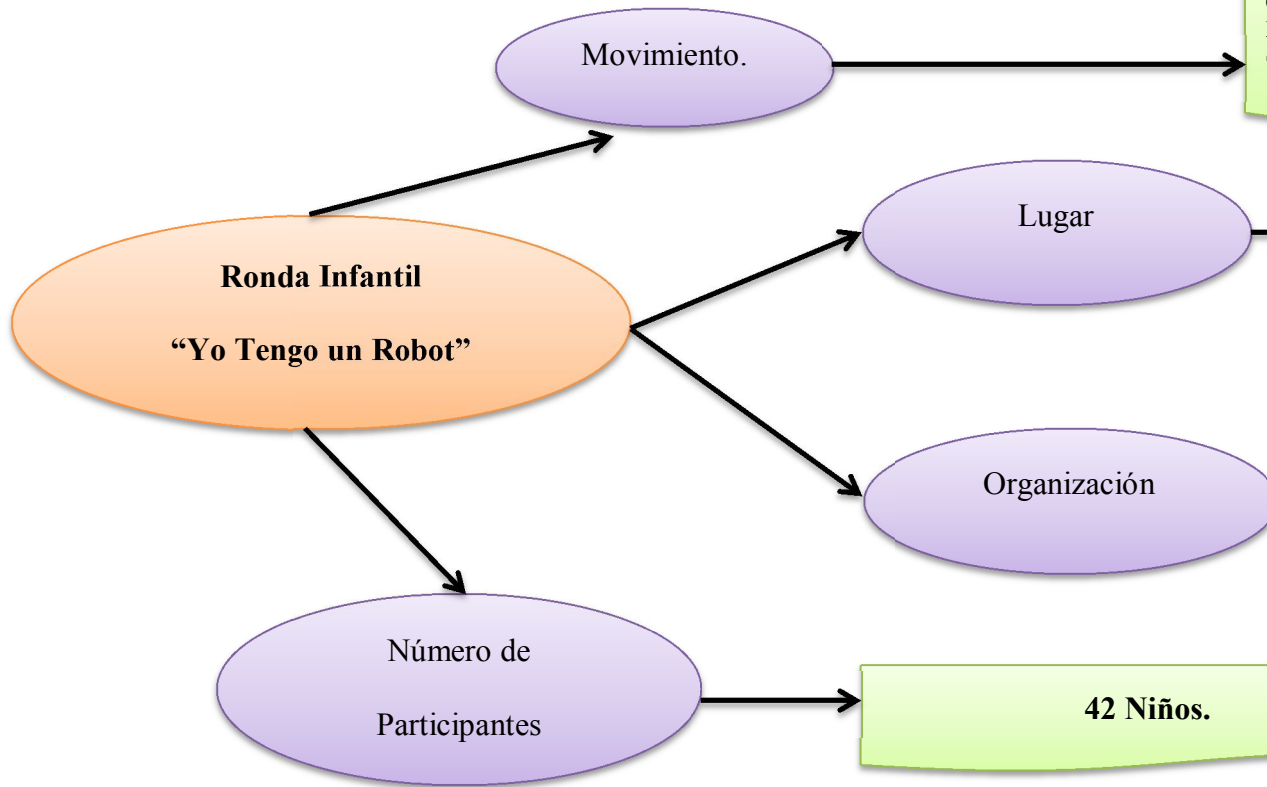 Movimiento.
Lugar
Ronda Infantil
“Yo Tengo un Robot”
Organización
Número de
Participantes
42 Niños.